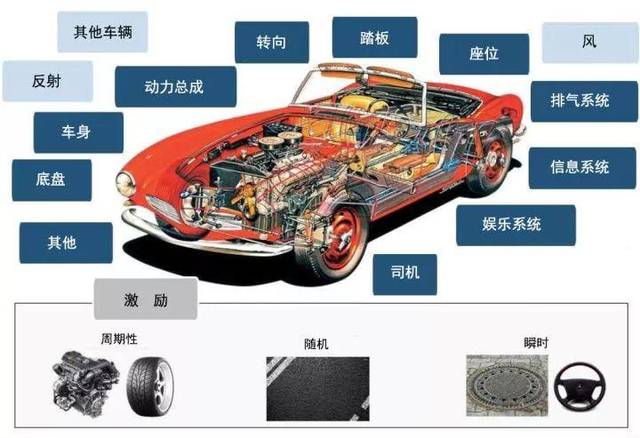 其他车辆
转向
踏板
座位
风
反射
动力总成
排气系统
车身
底盘
信息系统
其他
娱乐系统
司机
激 励
周期性
随机
瞬时